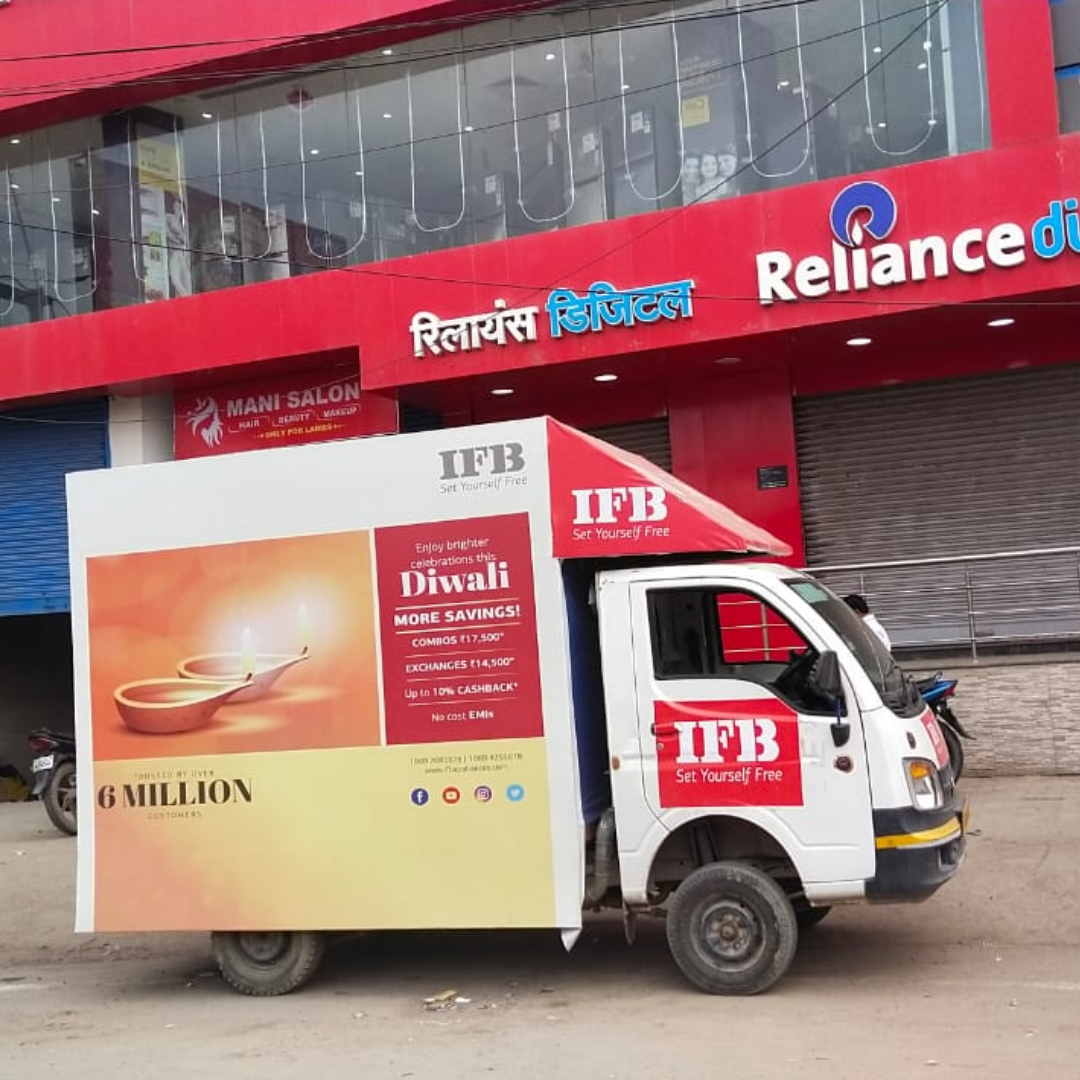 रिलायंस डिजिटल
Reliance di
MANI SALON
HAIR BEAUTY MAKEUP
ONLY FOR LADIES
IFB
Set Yourself Free
IFB
Set Yourself Free
Enjoy brighter
celebrations this
Diwali
MORE SAVINGS!
COMBOS ₹17,500*
EXCHANGES ₹14,500*
Up to 10% CASHBACK*
No cost EMIs
TRUSTED BY OVER
6 MILLION
CUSTOMERS
IFB
Set Yourself Free